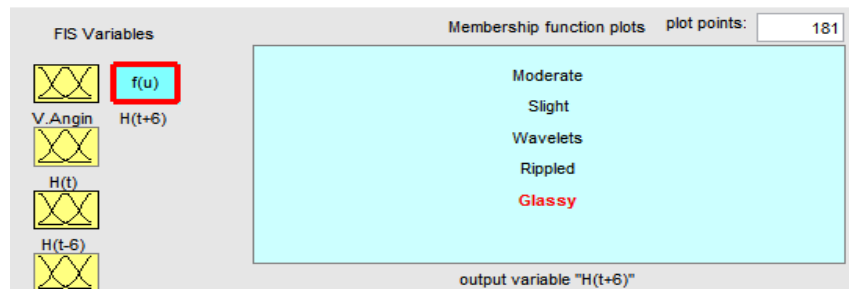 FIS Variables
Membership function plots
plot points:
181
f(u)
V.Angin
H(t+6)
H(t)
H(t-6)
Moderate
Slight
Wavelets
Rippled
Glassy
output variable "H(t+6)"